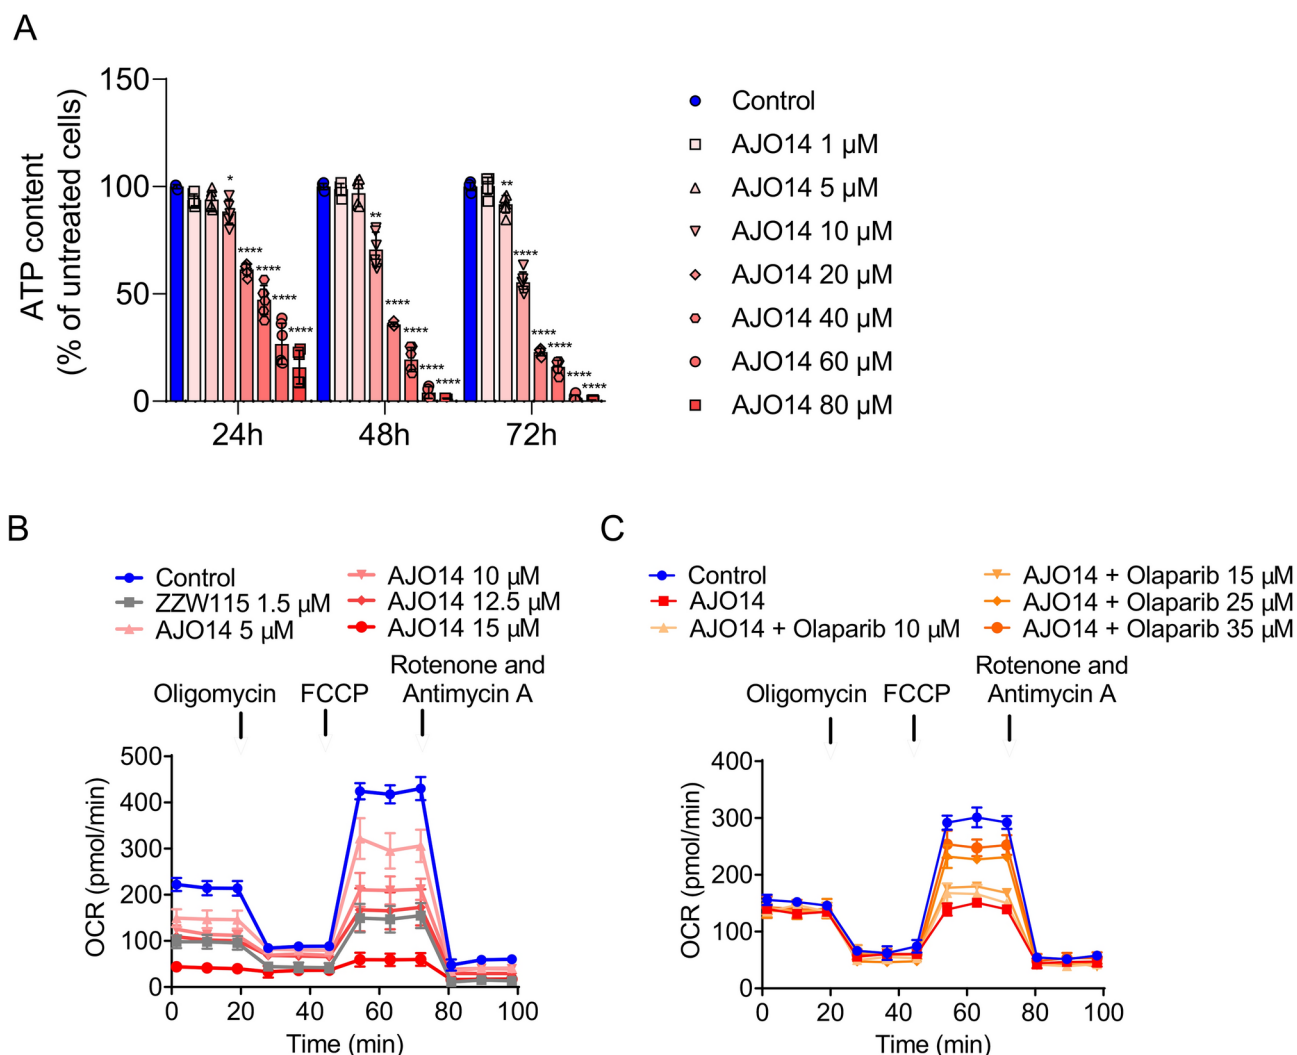 A
ATP content
(% of untreated cells)
150
100
50
0
*
****
****
****
****
**
****
****
****
****
**
****
****
****
****
****
24h
48h
72h
Control
AJO14 1 µM
AJO14 5 µM
AJO14 10 µM
AJO14 20 µM
AJO14 40 µM
AJO14 60 µM
AJO14 80 µM
B
Control
ZZW115 1.5 µM
AJO14 5 µM
AJO14 10 µM
AJO14 12.5 µM
AJO14 15 µM
Oligomycin
FCCP
Rotenone and
Antimycin A
OCR (pmol/min)
500
400
300
200
100
0
0
20
40
60
80
100
Time (min)
C
Control
AJO14
AJO14 + Olaparib 10 µM
AJO14 + Olaparib 15 µM
AJO14 + Olaparib 25 µM
AJO14 + Olaparib 35 µM
Oligomycin
FCCP
Rotenone and
Antimycin A
OCR (pmol/min)
400
300
200
100
0
0
20
40
60
80
100
Time (min)